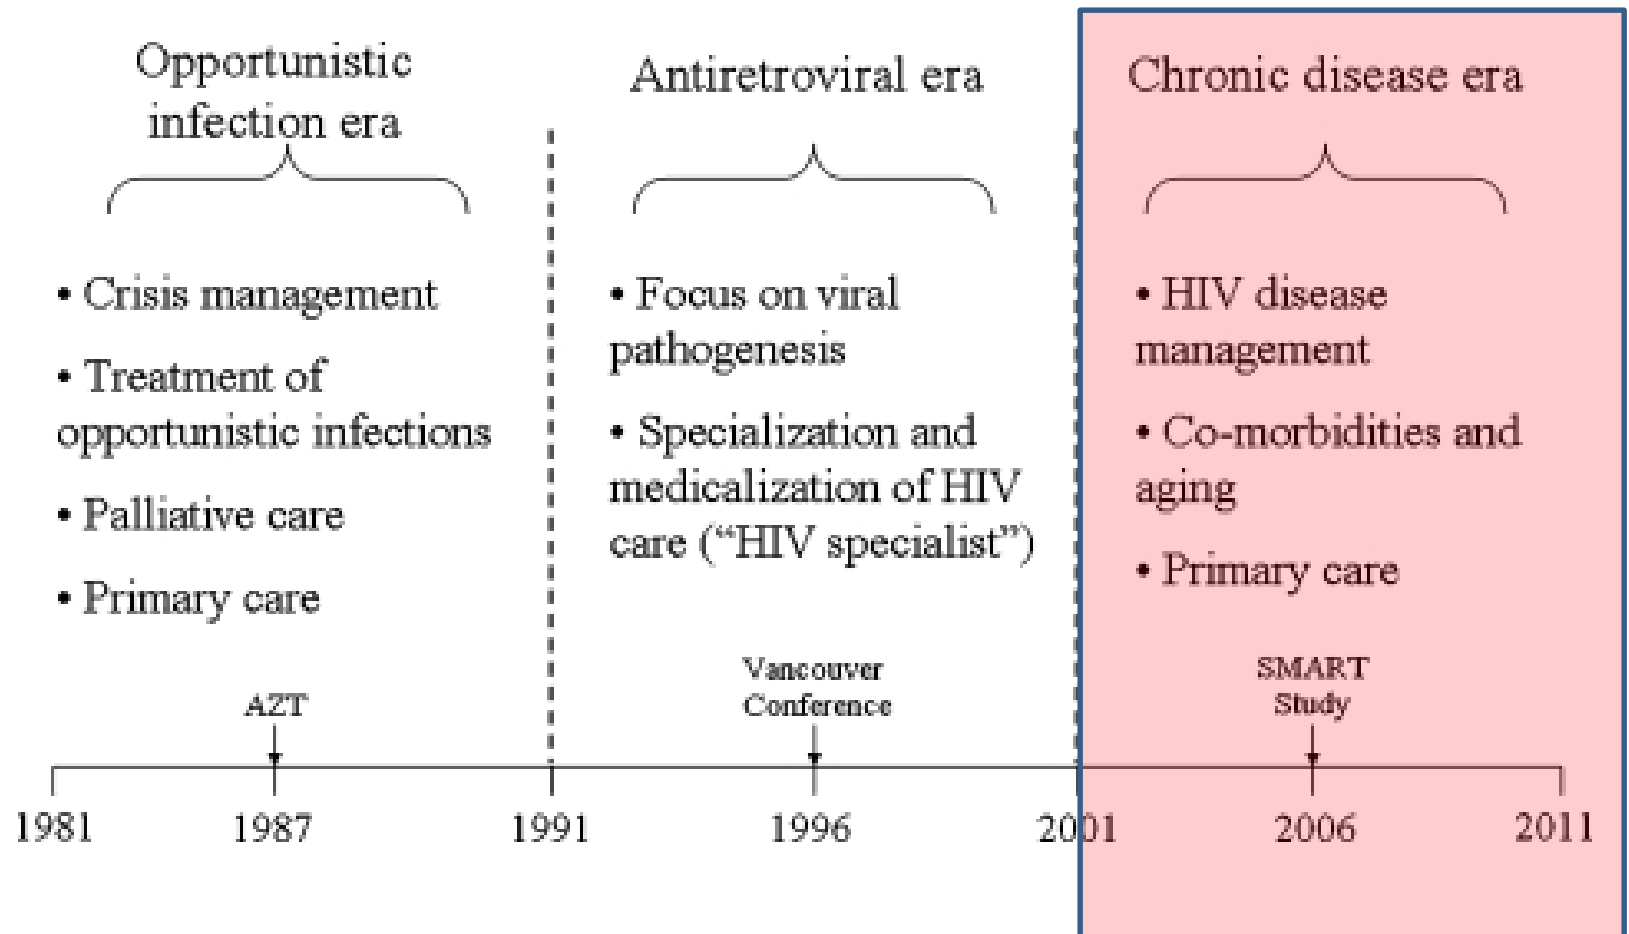 Opportunistic
infection era
• Crisis management
• Treatment of
opportunistic infections
• Palliative care
• Primary care
Antiretroviral era
• Focus on viral
pathogenesis
• Specialization and
medicalization of HIV
care (“HIV specialist”)
Chronic disease era
• HIV disease
management
• Co-morbidities and
aging
• Primary care
AZT
Vancouver
Conference
SMART
Study
1981 1987 1991 1996 2001 2006 2011